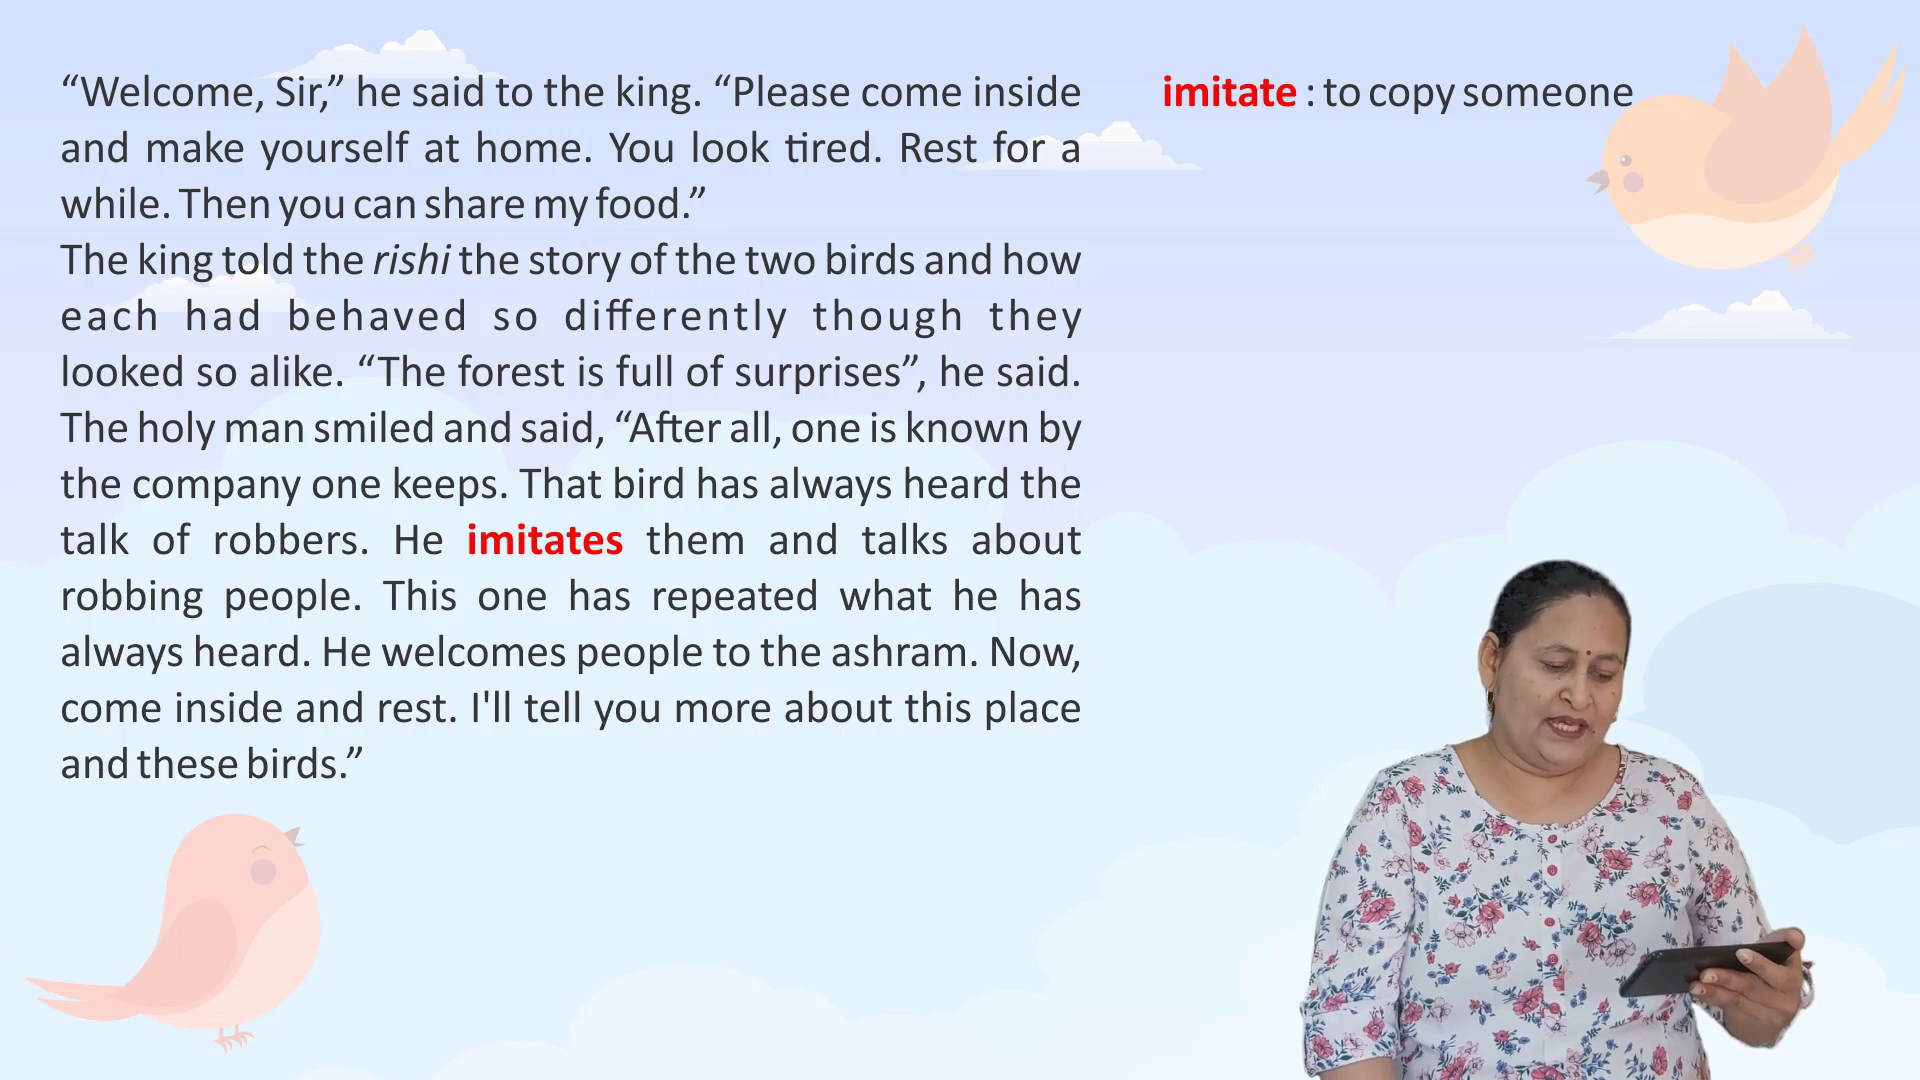 “Welcome, Sir,” he said to the king. “Please come inside
and make yourself at home. You look tired. Rest for a
while. Then you can share my food.”
The king told the rishi the story of the two birds and how
each had behaved so differently though they
looked so alike. “The forest is full of surprises”, he said.
The holy man smiled and said, “After all, one is known by
the company one keeps. That bird has always heard the
talk of robbers. He imitates them and talks about
robbing people. This one has repeated what he has
always heard. He welcomes people to the ashram. Now,
come inside and rest. I'll tell you more about this place
and these birds.”
imitate : to copy someone